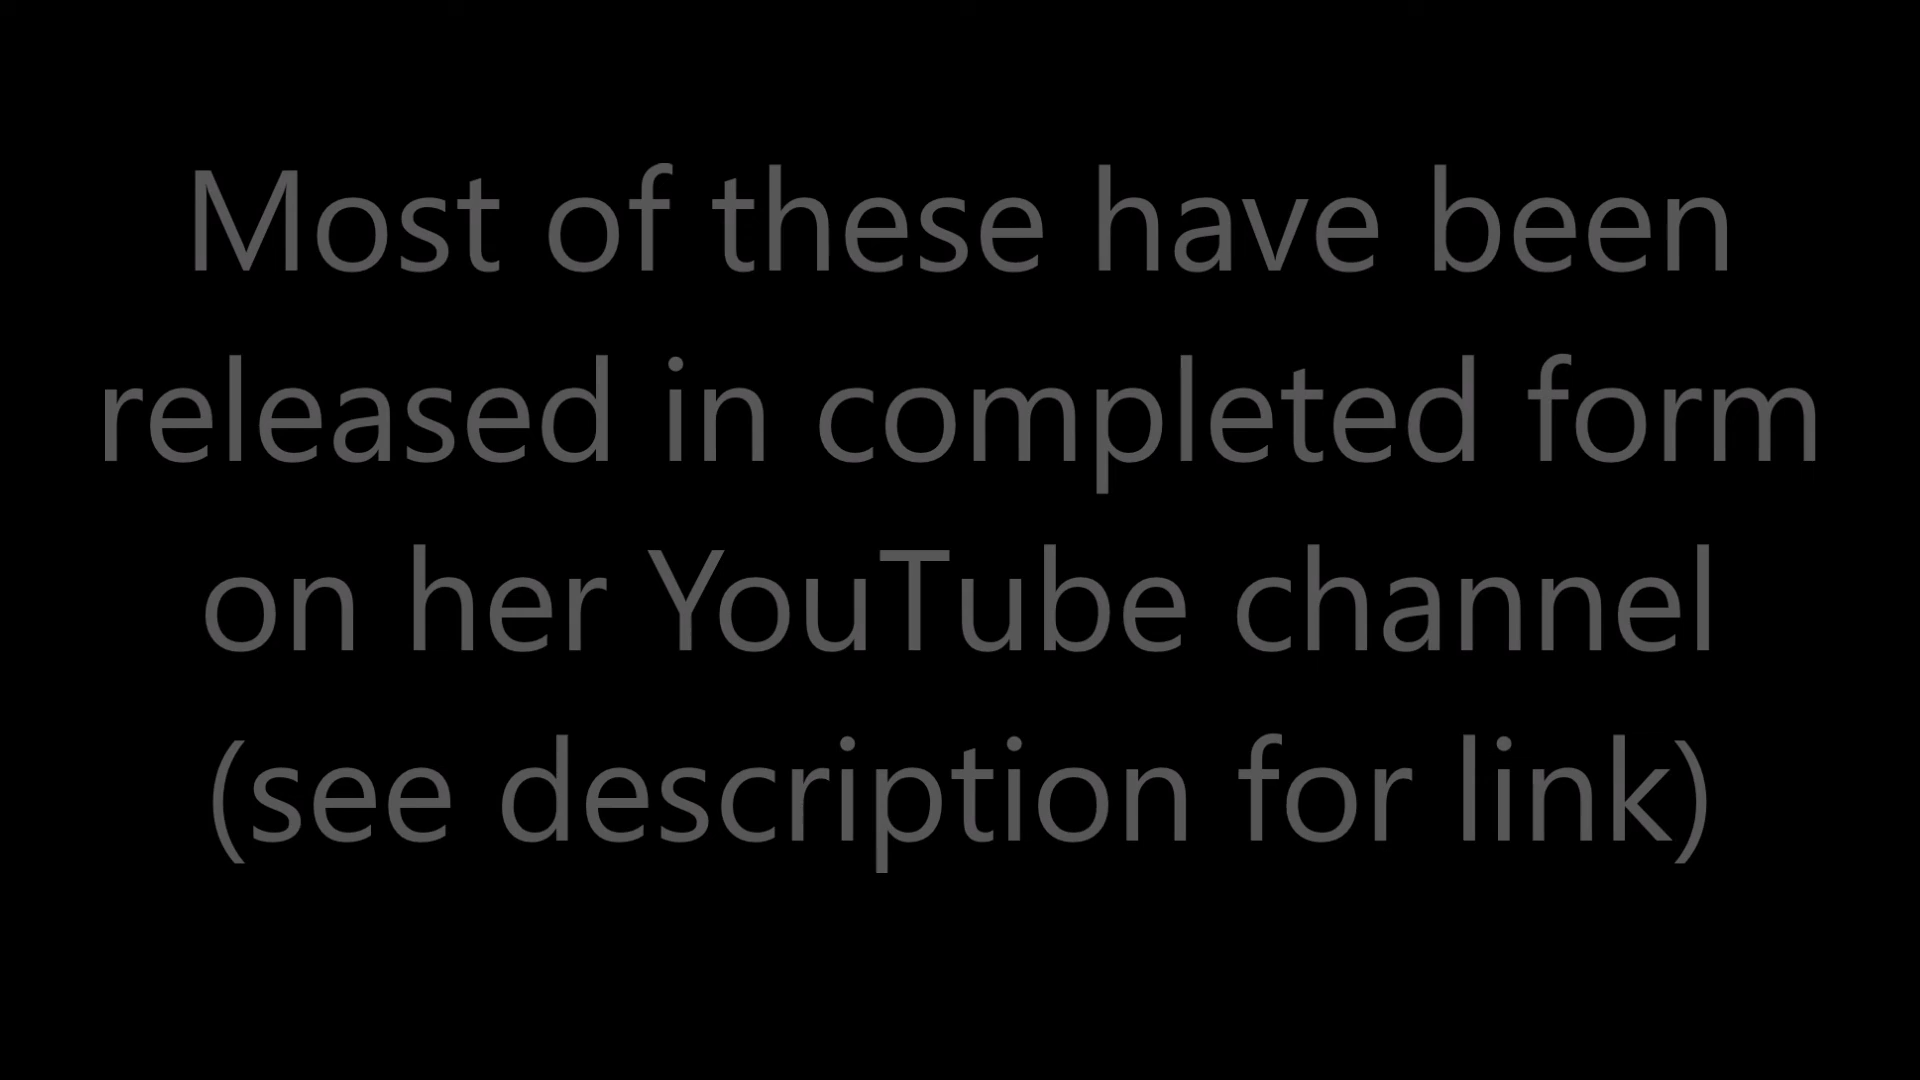 Most of these have been
released in completed form
on her YouTube channel
(see description for link)